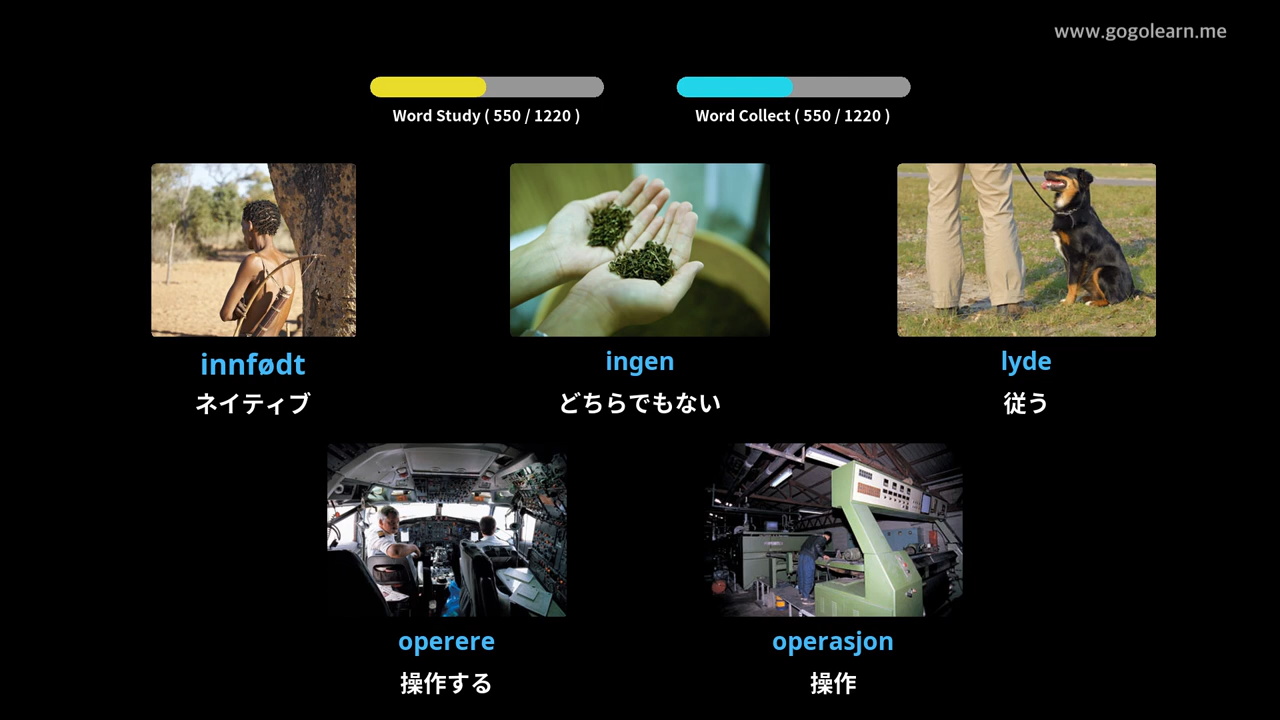 www.gogolearn.me
Word Study ( 550 / 1220 )
Word Collect ( 550 / 1220 )
innfødt
ネイティブ
ingen
どちらでもない
lyde
従う
operere
操作する
operasjon
操作